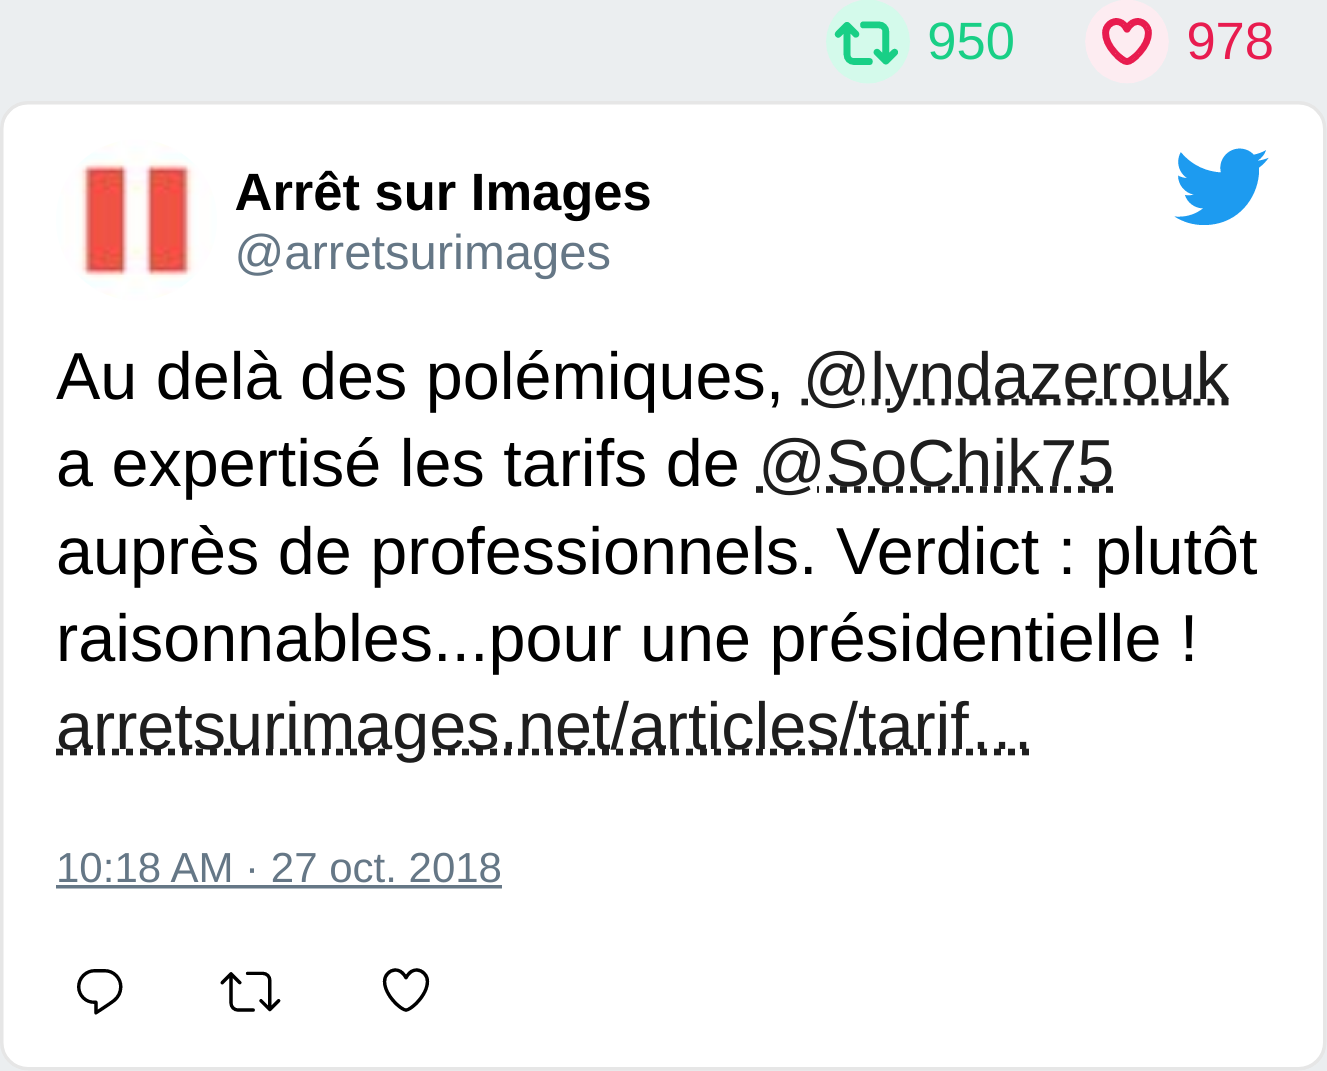 950 978
Arrêt sur Images
@arretsurimages
Au delà des polémiques, @lyndazerouk
a expertisé les tarifs de @SoChik75
auprès de professionnels. Verdict : plutôt
raisonnables...pour une présidentielle !
arretsurimages.net/articles/tarif...
10:18 AM · 27 oct. 2018